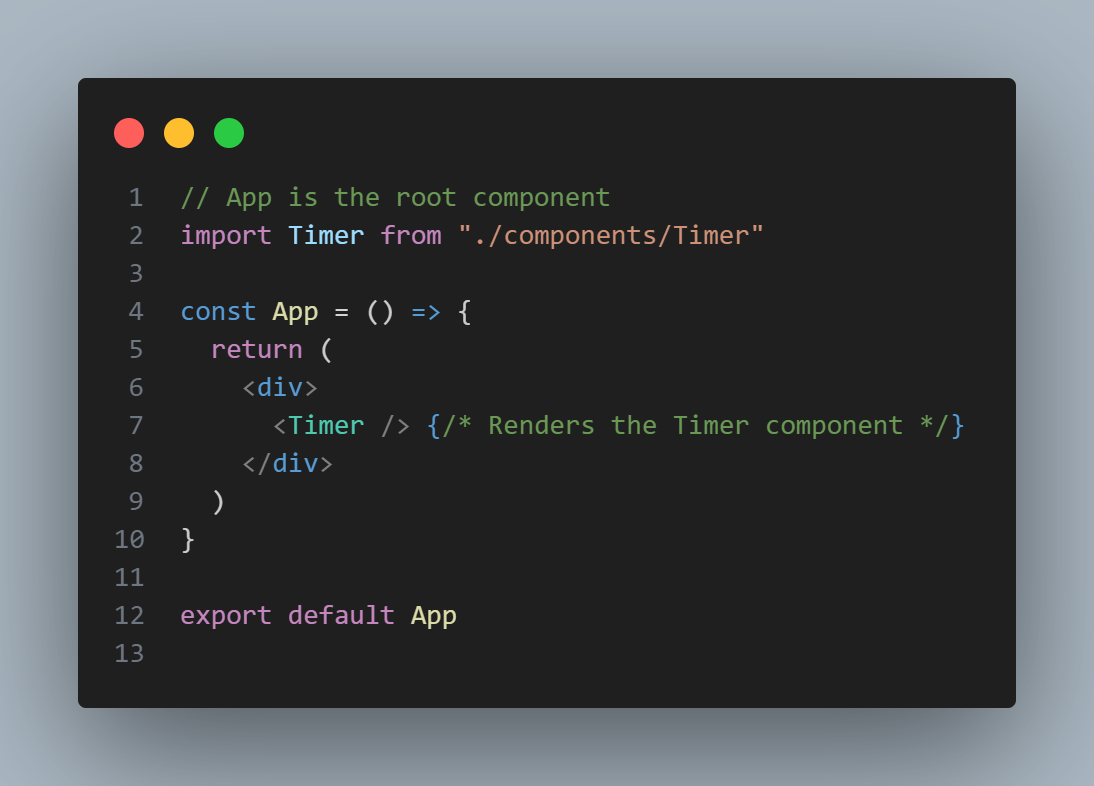 1 // App is the root component
2 import Timer from "./components/Timer"
3
4 const App = () => {
5   return (
6     <div>
7       <Timer /> {/* Renders the Timer component */}
8     </div>
9   )
10 }
11
12 export default App
13